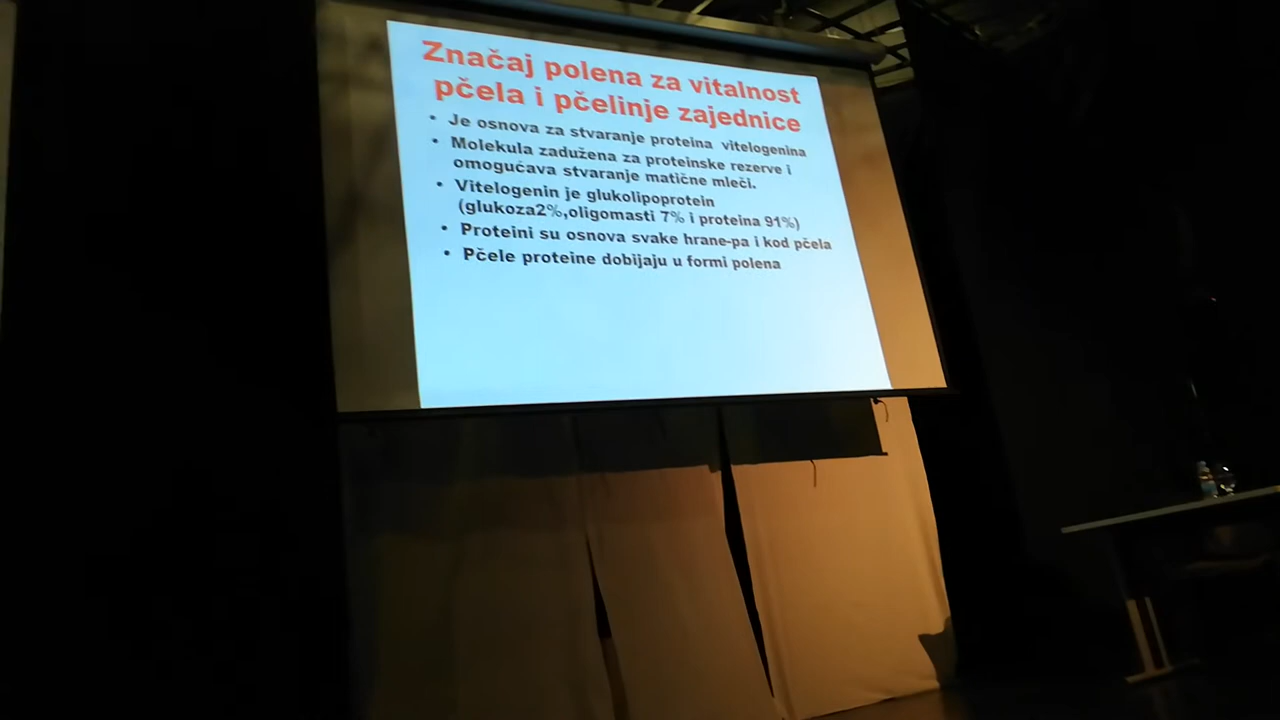 Značaj polena za vitalnost
pčela i pčelinje zajednice
• Je osnova za stvaranje proteina vitelogenina
• Molekula zadužena za proteinske rezerve i
omogućava stvaranje matične mleči.
• Vitelogenin je glukolipoprotein
(glukoza2%,oligomasti 7% i proteina 91%)
• Proteini su osnova svake hrane-pa i kod pčela
• Pčele proteine dobijaju u formi polena